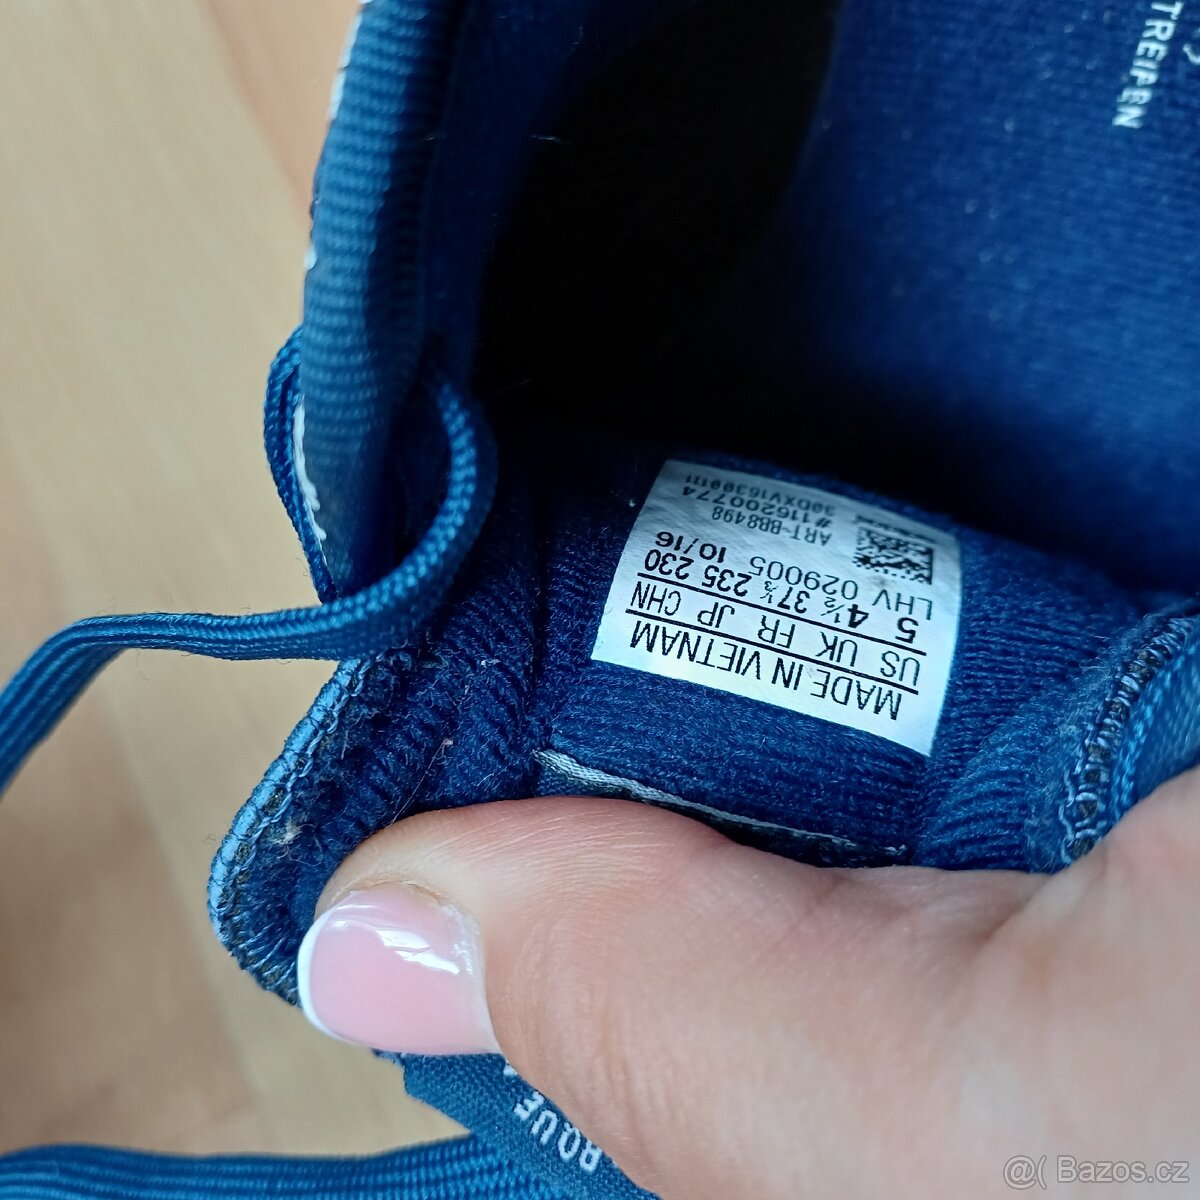 TREIFEN
MADE IN VIETNAM
US UK FR JP CHN
5 4½ 37⅓ 235 230
LHV 029005 10/16
ART-BB8498
#116200774
ROUE
@( Bazos.cz